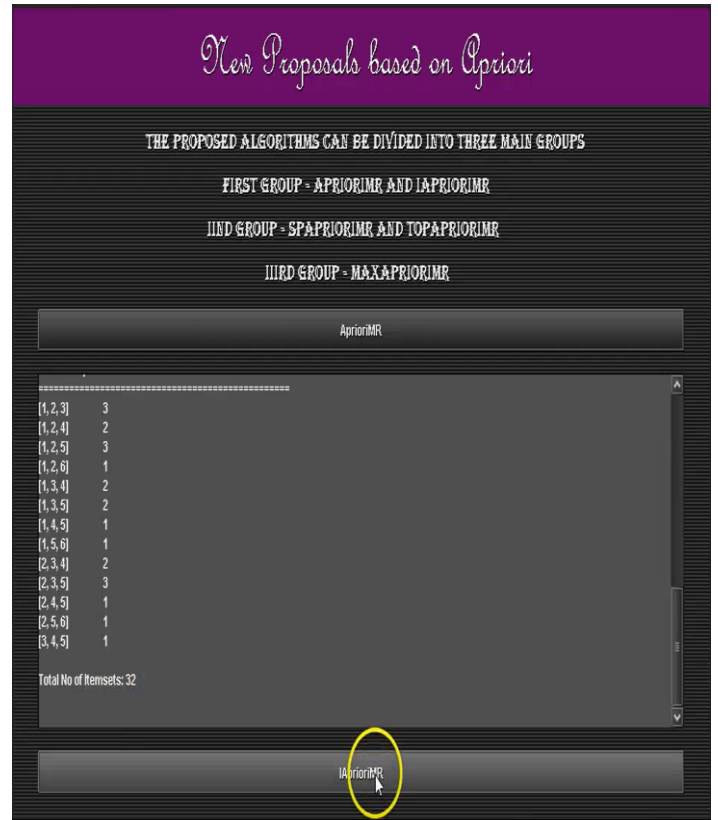 New Proposals based on Apriori
THE PROPOSED ALGORITHMS CAN BE DIVIDED INTO THREE MAIN GROUPS
FIRST GROUP = APRIORIMR AND IAPRIORIMR
IIND GROUP = SPAPRIORIMR AND TOPAPRIORIMR
IIIRD GROUP = MAXAPRIORIMR
AprioriMR
==================================================
[1, 2, 3] 3
[1, 2, 4] 2
[1, 2, 5] 3
[1, 2, 6] 1
[1, 3, 4] 2
[1, 3, 5] 2
[1, 4, 5] 1
[1, 5, 6] 1
[2, 3, 4] 2
[2, 3, 5] 3
[2, 4, 5] 1
[2, 5, 6] 1
[3, 4, 5] 1
Total No of Itemsets: 32
IAprioriMR